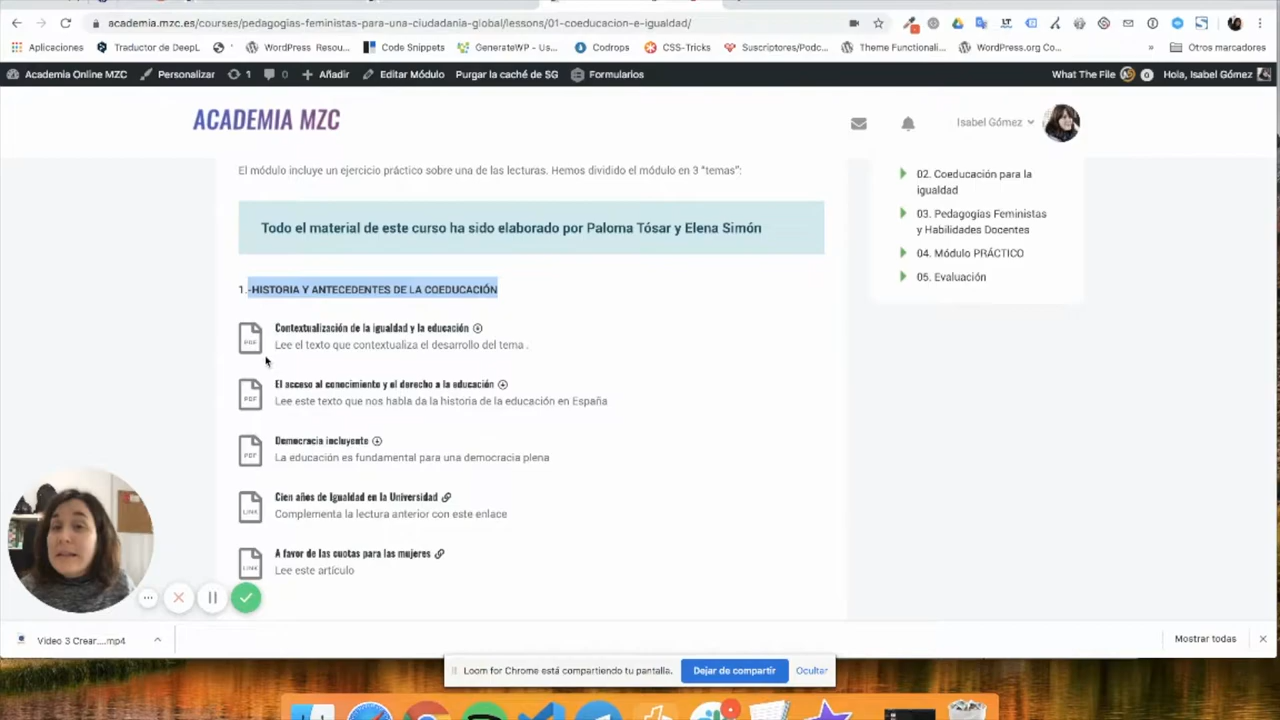 academia.mzc.es/courses/pedagogias-feministas-para-una-ciudadania-global/lessons/01-coeducacion-e-igualdad/
Aplicaciones
Traductor de DeepL
WordPress Resou...
Code Snippets
GenerateWP - Us...
Codrops
CSS-Tricks
Suscriptores/Podc...
Theme Functionali...
WordPress.org Co...
»
Otros marcadores
Academia Online MZC
Personalizar
1
0
Añadir
Editar Módulo
Purgar la caché de SG
Formularios
What The File
0
Hola, Isabel Gómez
ACADEMIA MZC
Isabel Gómez
El módulo incluye un ejercicio práctico sobre una de las lecturas. Hemos dividido el módulo en 3 "temas":
Todo el material de este curso ha sido elaborado por Paloma Tósar y Elena Simón
1.-HISTORIA Y ANTECEDENTES DE LA COEDUCACIÓN
PDF
Contextualización de la igualdad y la educación
Lee el texto que contextualiza el desarrollo del tema .
PDF
El acceso al conocimiento y el derecho a la educación
Lee este texto que nos habla da la historia de la educación en España
PDF
Democracia incluyente
La educación es fundamental para una democracia plena
LINK
Cien años de Igualdad en la Universidad
Complementa la lectura anterior con este enlace
LINK
A favor de las cuotas para las mujeres
Lee este artículo
02. Coeducación para la
igualdad
03. Pedagogías Feministas
y Habilidades Docentes
04. Módulo PRÁCTICO
05. Evaluación
Video 3 Crear....mp4
Mostrar todas
Loom for Chrome está compartiendo tu pantalla.
Dejar de compartir
Ocultar